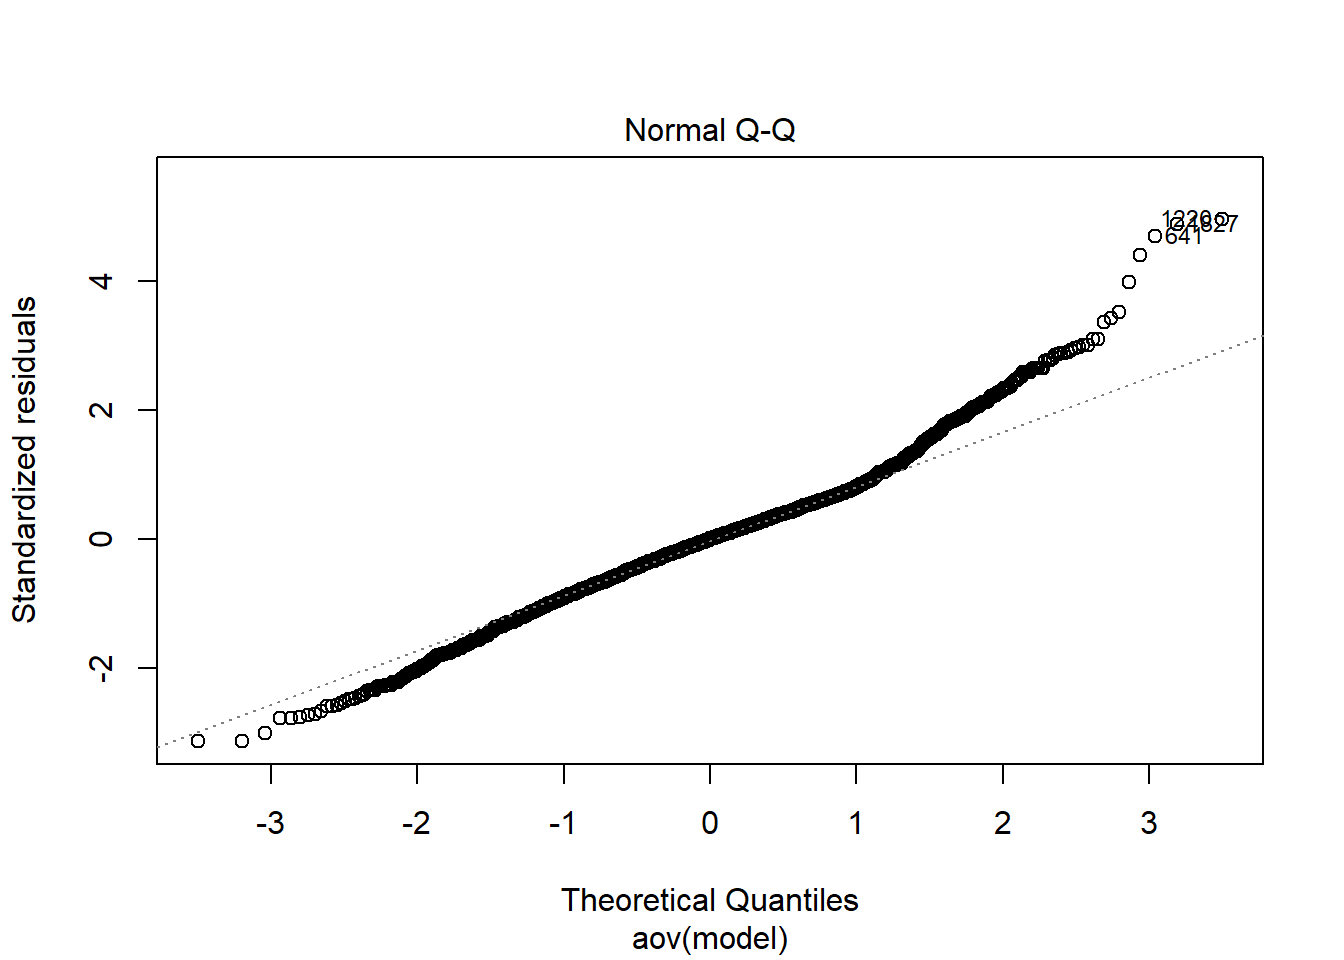 Normal Q-Q
Standardized residuals
4
2
0
-2
641
-3 -2 -1 0 1 2 3
Theoretical Quantiles
aov(model)